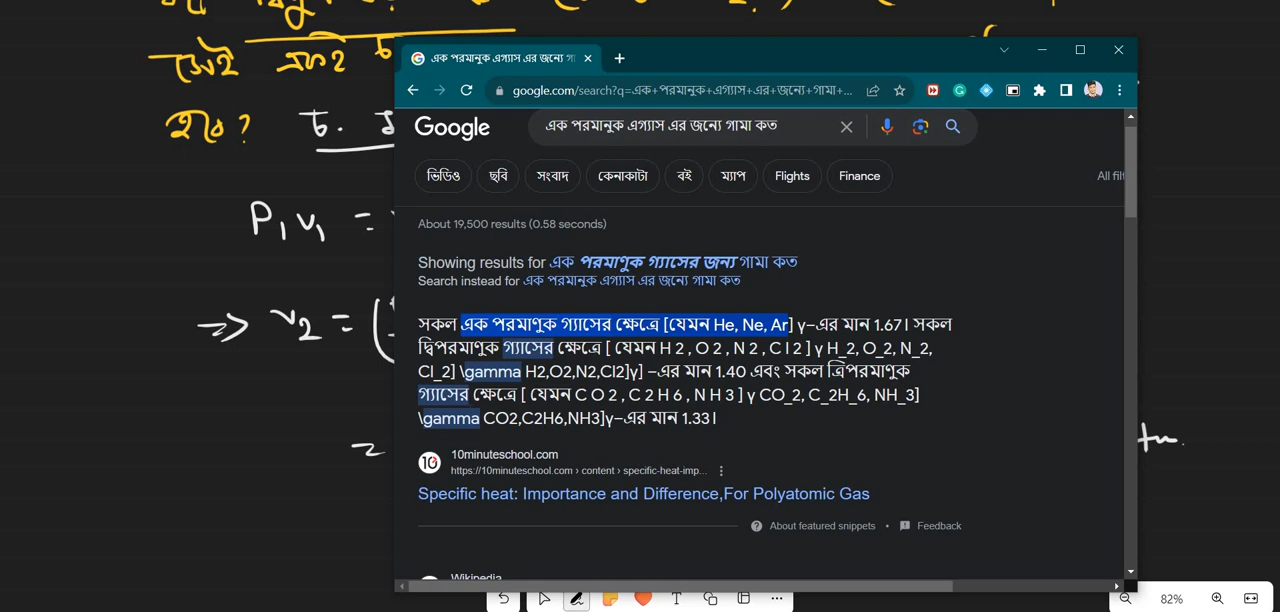 সেই
হবে?
চ.
P₁V₁ =
=> V₂ =
=
এক পরমাণুক এগ্যাস এর জন্যে গা
google.com/search?q=এক+পরমানুক+এগ্যাস+এর+জন্যে+গামা+...
Google
এক পরমানুক এগ্যাস এর জন্যে গামা কত
ভিডিও ছবি সংবাদ কেনাকাটা বই ম্যাপ Flights Finance
All filt
About 19,500 results (0.58 seconds)
Showing results for এক পরমাণুক গ্যাসের জন্য গামা কত
Search instead for এক পরমানুক এগ্যাস এর জন্যে গামা কত
সকল এক পরমাণুক গ্যাসের ক্ষেত্রে [যেমন He, Ne, Ar] γ−এর মান 1.67। সকল
দ্বিপরমাণুক গ্যাসের ক্ষেত্রে [ যেমন H 2 , O 2 , N 2 , C l 2 ] γ H_2, O_2, N_2,
Cl_2] \gamma H2,O2,N2,Cl2]γ] −এর মান 1.40 এবং সকল ত্রিপরমাণুক
গ্যাসের ক্ষেত্রে [ যেমন C O 2 , C 2 H 6 , N H 3 ] γ CO_2, C_2H_6, NH_3]
\gamma CO2,C2H6,NH3]γ−এর মান 1.33।
10minuteschool.com
https://10minuteschool.com › content › specific-heat-imp...
Specific heat: Importance and Difference,For Polyatomic Gas
About featured snippets • Feedback
Wikipedia
82%